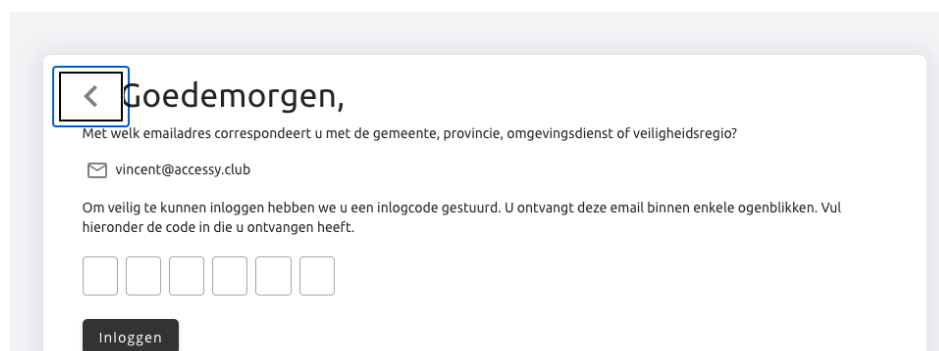 Goedemorgen,
Met welk emailadres correspondeert u met de gemeente, provincie, omgevingsdienst of veiligheidsregio?
vincent@accessy.club
Om veilig te kunnen inloggen hebben we u een inlogcode gestuurd. U ontvangt deze email binnen enkele ogenblikken. Vul
hieronder de code in die u ontvangen heeft.
Inloggen